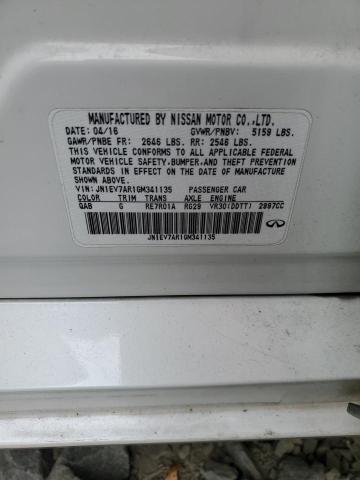 MANUFACTURED BY NISSAN MOTOR CO.,LTD.
DATE: 04/16 GVWR/PNBV: 5159 LBS.
GAWR/PNBE FR: 2646 LBS. RR: 2546 LBS.
THIS VEHICLE CONFORMS TO ALL APPLICABLE FEDERAL
MOTOR VEHICLE SAFETY,BUMPER,AND THEFT PREVENTION
STANDARDS IN EFFECT ON THE DATE OF MANUFACTURE
SHOWN ABOVE.
VIN: JN1EV7AR1GM341135 PASSENGER CAR
COLOR TRIM TRANS AXLE ENGINE
QAB G RE7R01A RG29 VR30(DDTT) 2997CC
JN1EV7AR1GM341135